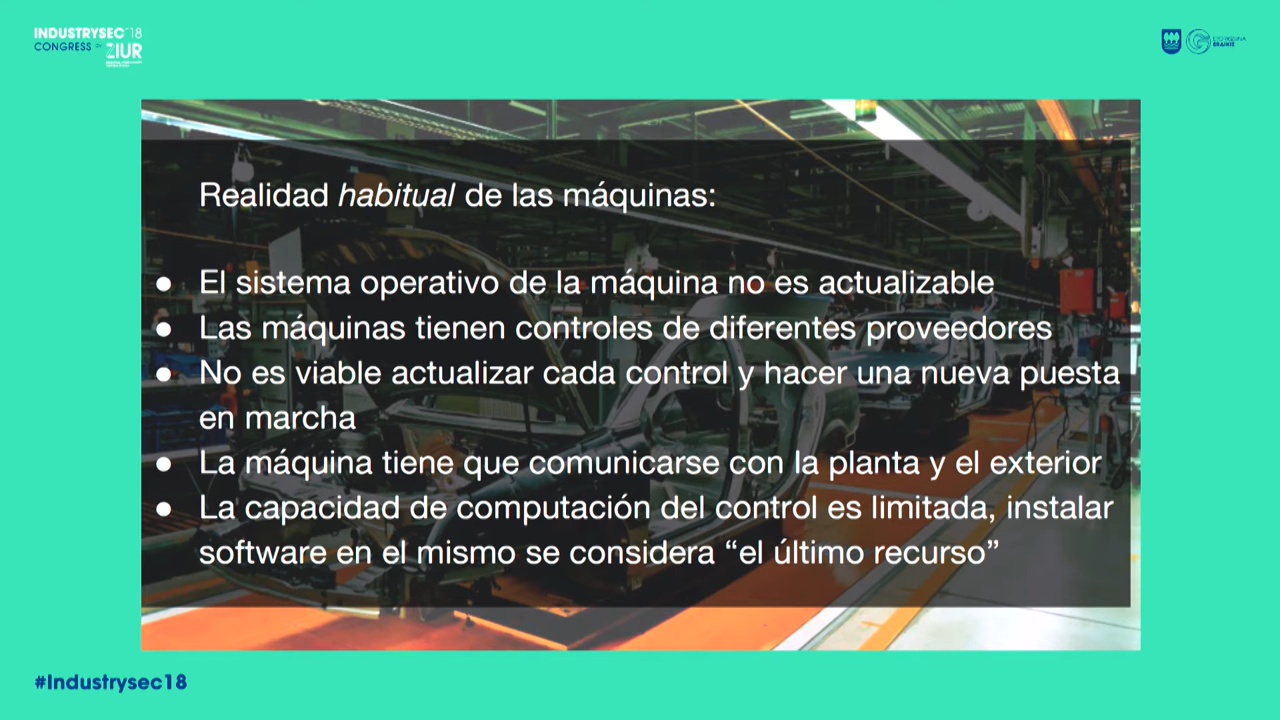 INDUSTRYSEC'18
CONGRESS BY ZIUR
Realidad habitual de las máquinas:
● El sistema operativo de la máquina no es actualizable
● Las máquinas tienen controles de diferentes proveedores
● No es viable actualizar cada control y hacer una nueva puesta
en marcha
● La máquina tiene que comunicarse con la planta y el exterior
● La capacidad de computación del control es limitada, instalar
software en el mismo se considera “el último recurso”
#Industrysec18